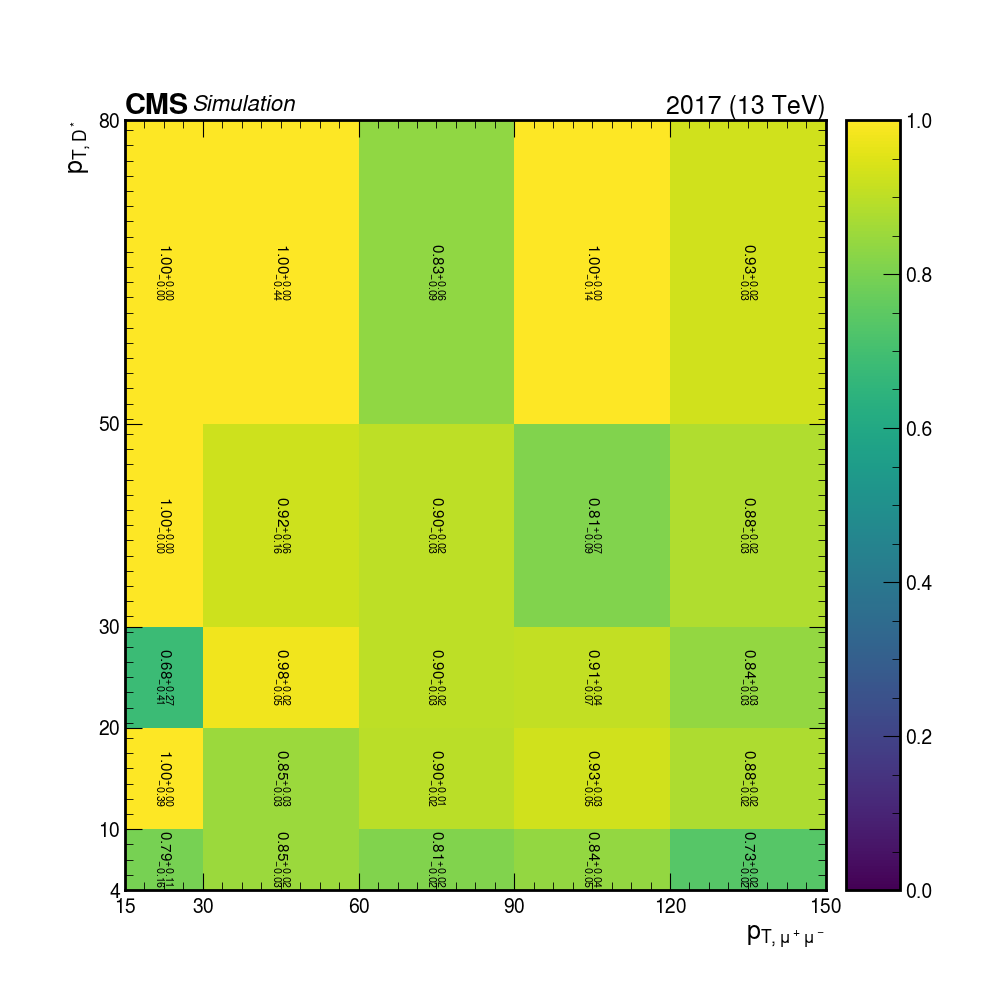 CMS Simulation 2017 (13 TeV)
p_{T, D^*}
80
50
30
20
10
4
1.00^{+0.00}_{-0.00} 1.00^{+0.00}_{-0.44} 0.83^{+0.06}_{-0.09} 1.00^{+0.00}_{-0.14} 0.93^{+0.02}_{-0.03}
1.00^{+0.00}_{-0.00} 0.92^{+0.06}_{-0.16} 0.90^{+0.02}_{-0.03} 0.81^{+0.07}_{-0.09} 0.88^{+0.02}_{-0.03}
0.68^{+0.27}_{-0.41} 0.98^{+0.02}_{-0.05} 0.90^{+0.02}_{-0.03} 0.91^{+0.04}_{-0.07} 0.84^{+0.03}_{-0.03}
1.00^{+0.00}_{-0.39} 0.85^{+0.03}_{-0.03} 0.90^{+0.01}_{-0.02} 0.93^{+0.03}_{-0.05} 0.88^{+0.02}_{-0.02}
0.79^{+0.11}_{-0.16} 0.85^{+0.02}_{-0.03} 0.81^{+0.02}_{-0.02} 0.84^{+0.04}_{-0.05} 0.73^{+0.02}_{-0.02}
15 30 60 90 120 150
p_{T, μ^+ μ^-}
1.0
0.8
0.6
0.4
0.2
0.0